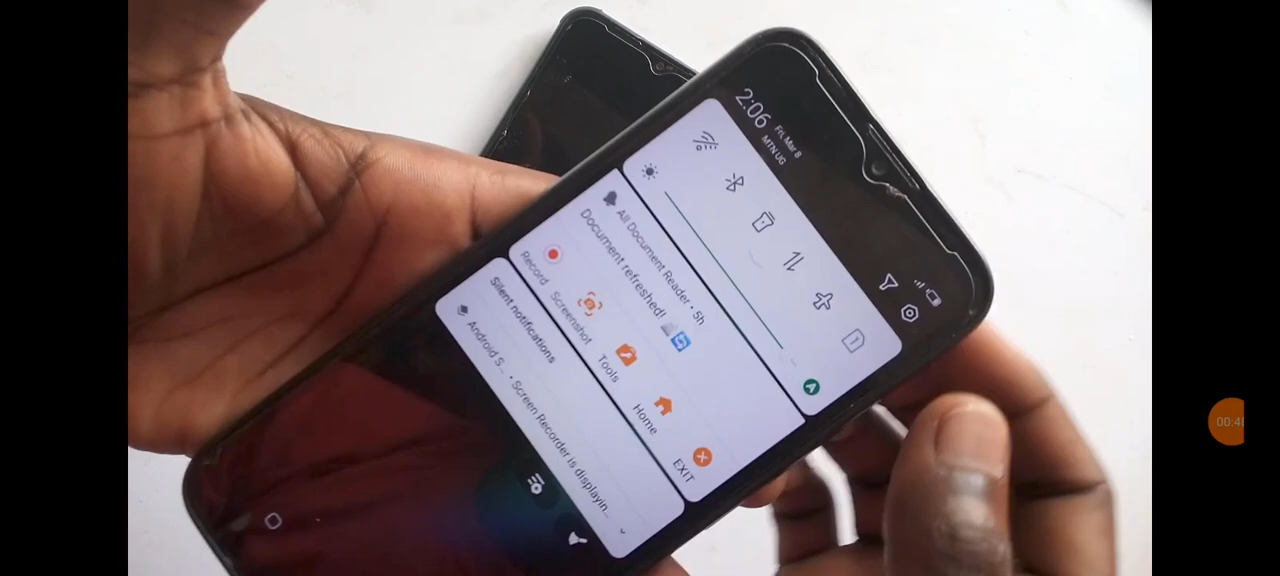 2:06
Fri, Mar 8
MTN UG
A
All Document Reader • 5h
Document refreshed!
Record
Screenshot
Tools
Home
EXIT
Silent notifications
Android S... • Screen Recorder is displayin...